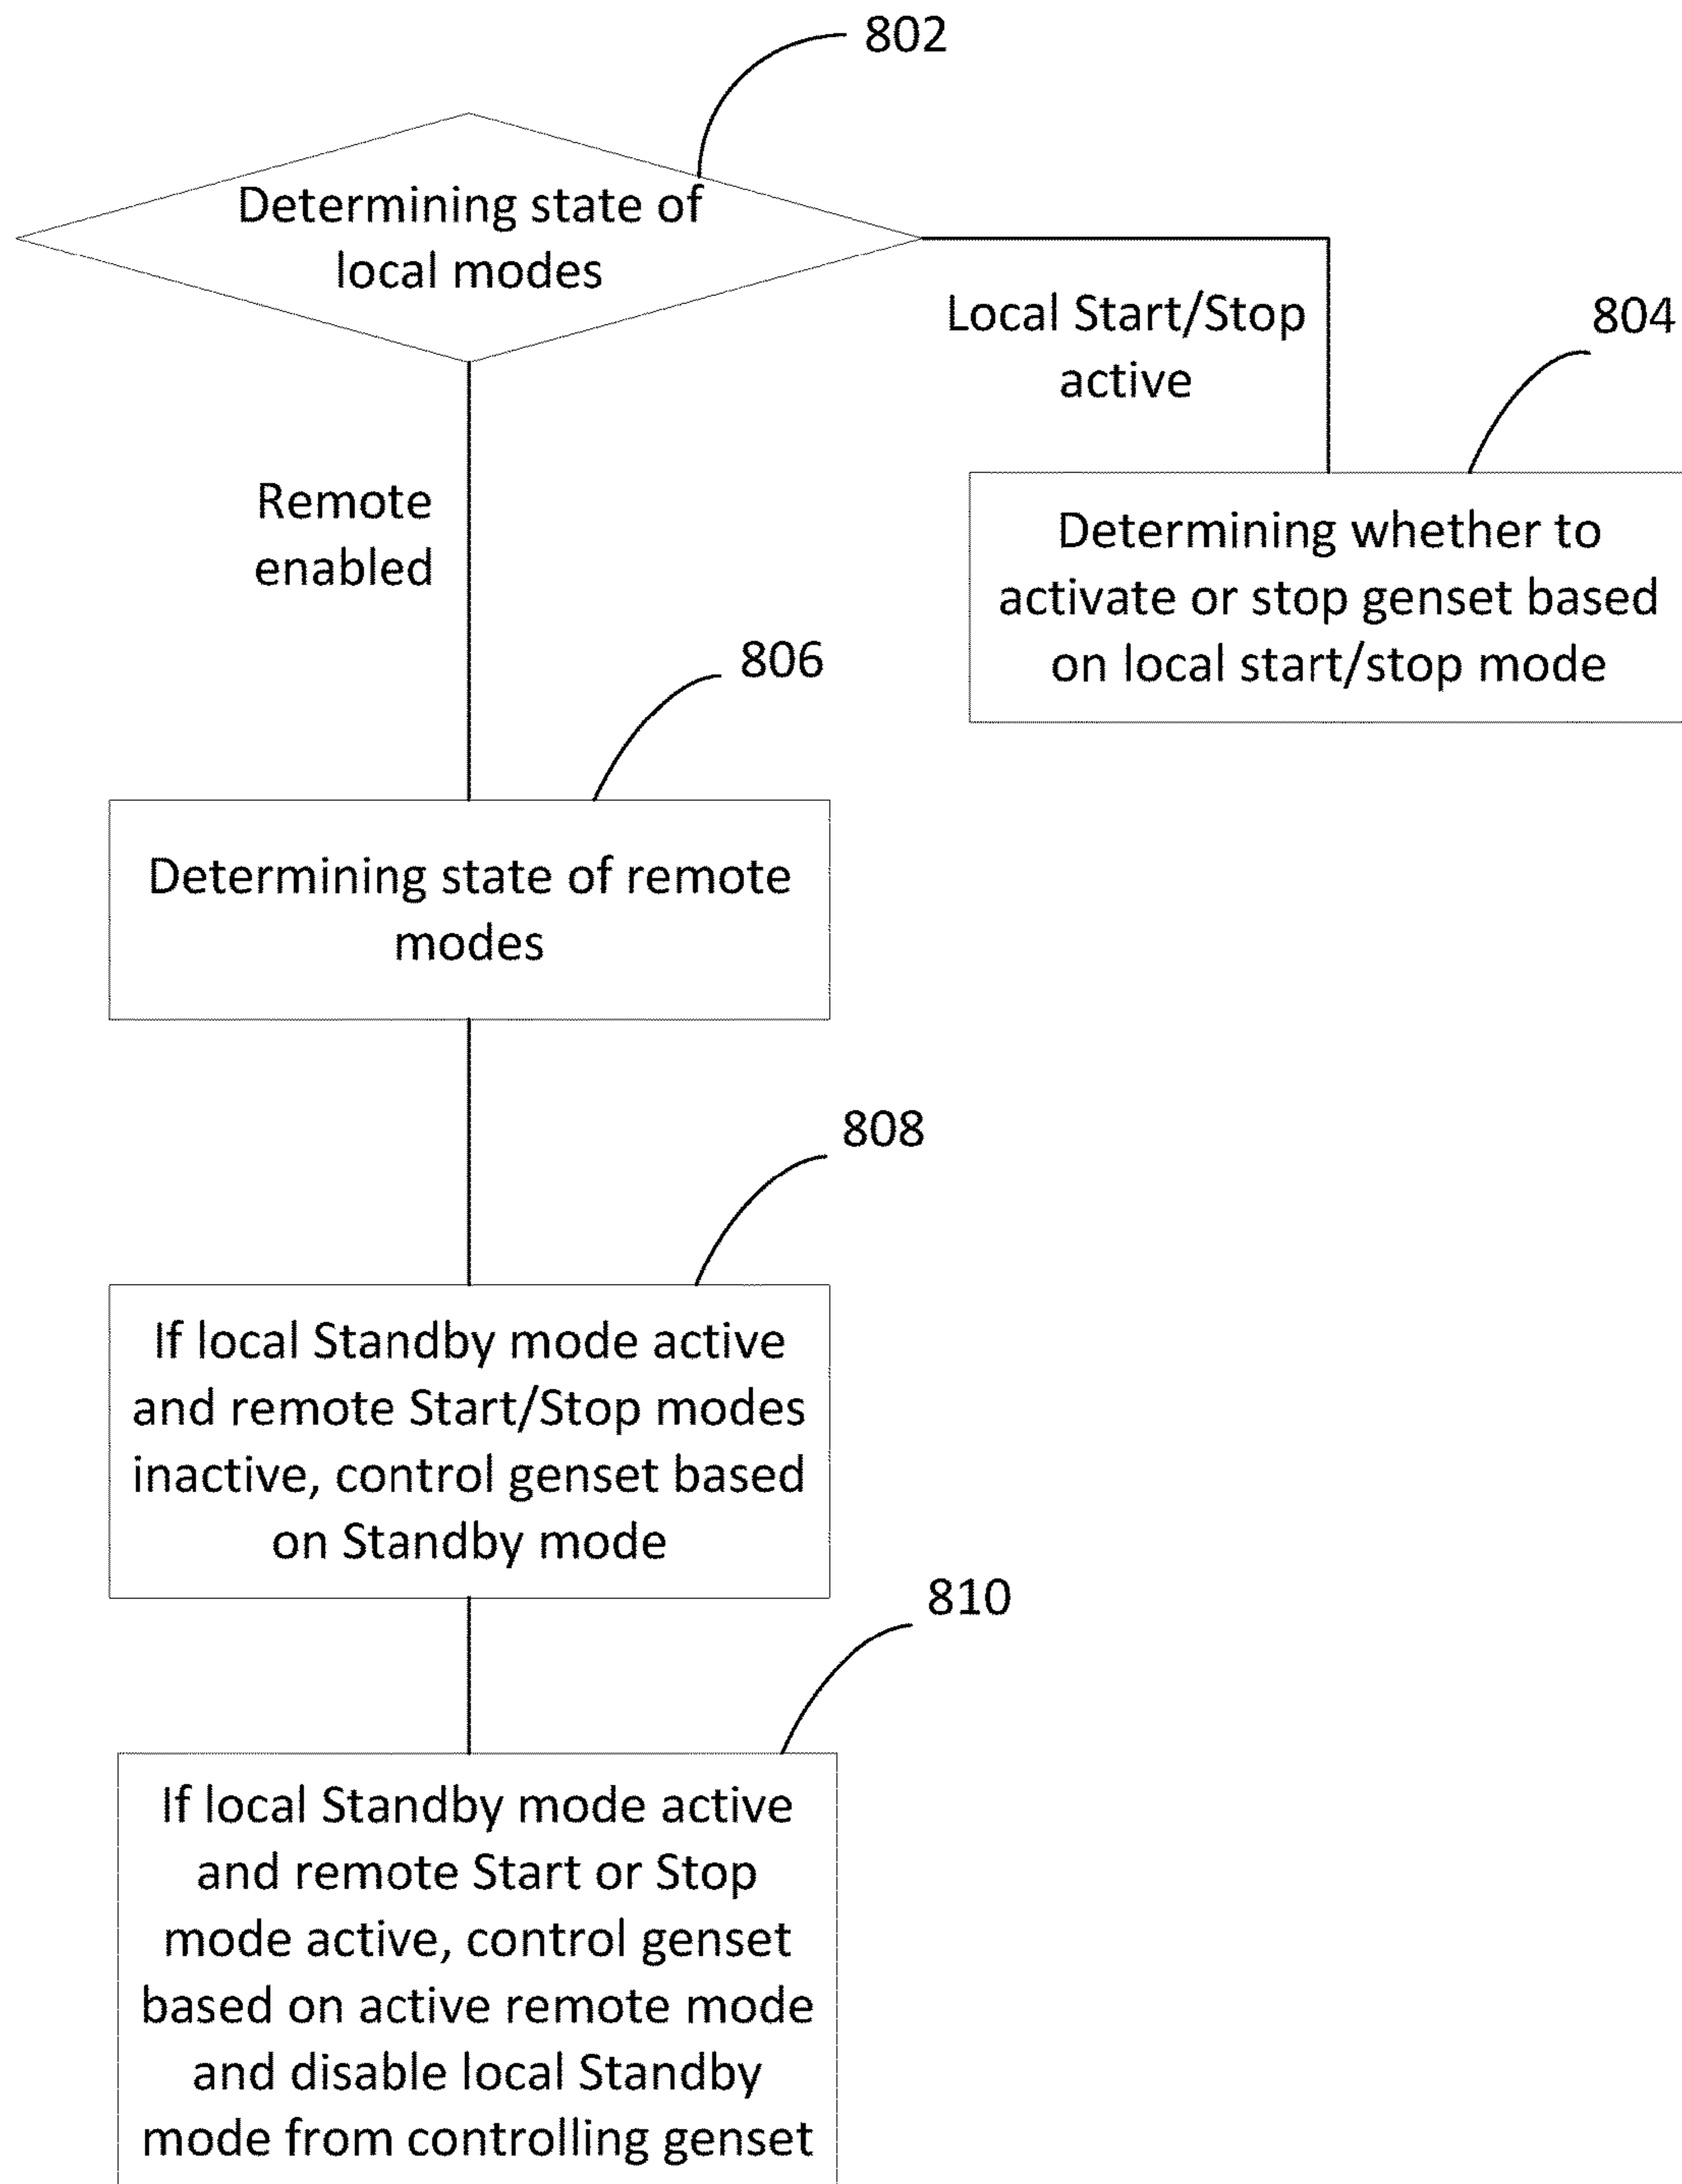 802
Determining state of
local modes
Local Start/Stop
active
804
Determining whether to
activate or stop genset based
on local start/stop mode
Remote
enabled
806
Determining state of remote
modes
808
If local Standby mode active
and remote Start/Stop modes
inactive, control genset based
on Standby mode
810
If local Standby mode active
and remote Start or Stop
mode active, control genset
based on active remote mode
and disable local Standby
mode from controlling genset